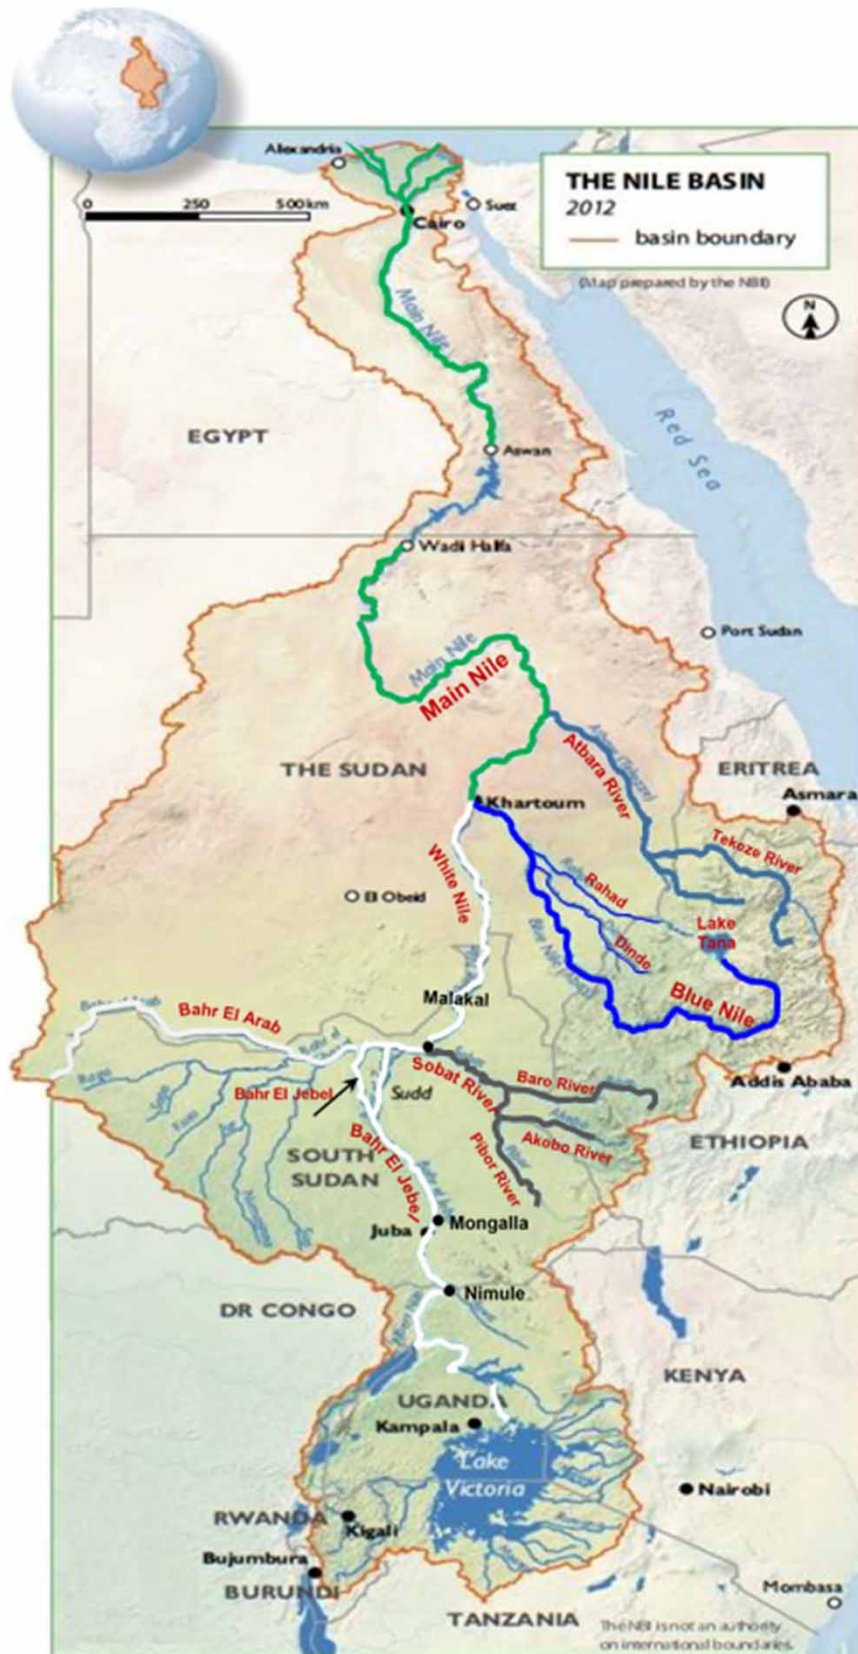 Alexandria
Suez
Cairo
0 250 500 km
THE NILE BASIN
2012
basin boundary
(Map prepared by the NBI)
N
Main Nile
Red Sea
EGYPT
Aswan
Wadi Halfa
Port Sudan
Main Nile
Main Nile
THE SUDAN
Atbara River
ERITREA
Asmara
Khartoum
Tekeze River
White Nile
El Obeid
Rahad
Lake
Tana
Dinde
Blue Nile
Malakal
Bahr El Arab
Sobat River
Baro River
Addis Ababa
Bahr El Jebel
Sudd
Akobo River
ETHIOPIA
Bahr El Jebel
Pibor River
SOUTH
SUDAN
Mongalla
Juba
Nimule
DR CONGO
KENYA
UGANDA
Kampala
Lake
Victoria
Nairobi
RWANDA
Kigali
Bujumbura
BURUNDI
Mombasa
TANZANIA
The NBI is not an authority
on international boundaries.